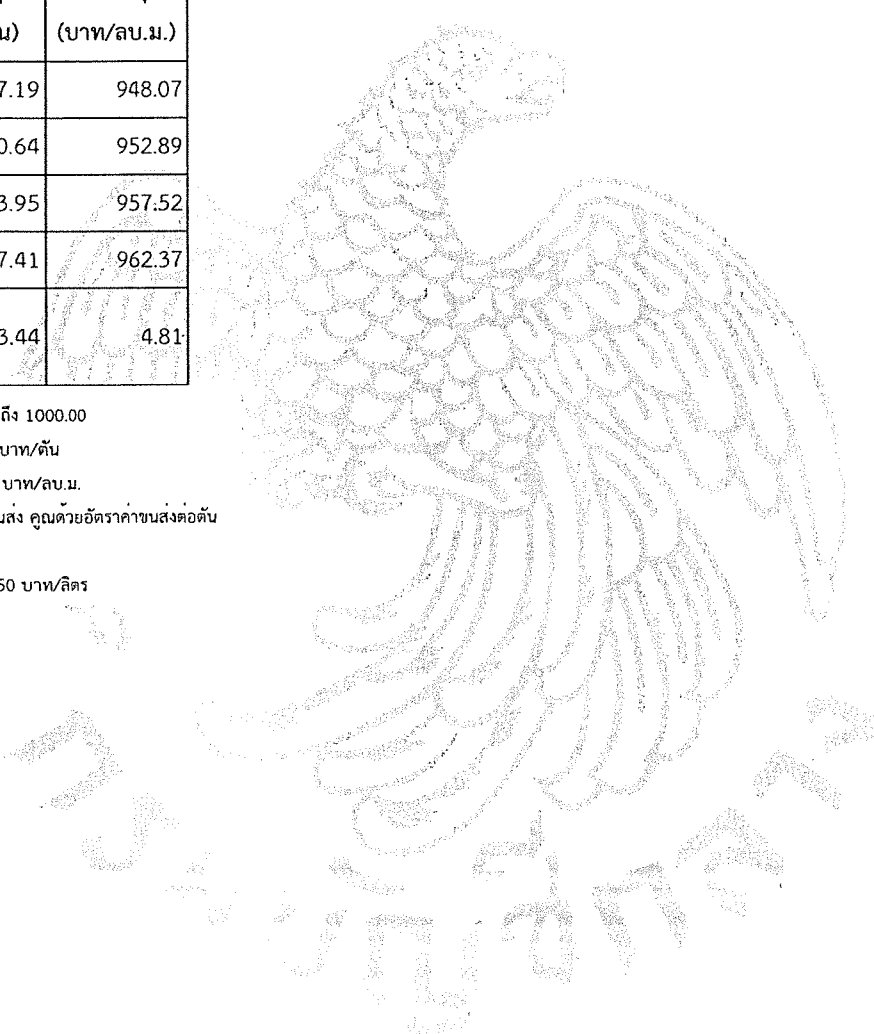 น) (บาท/ลบ.ม.)
7.19 948.07
0.64 952.89
3.95 957.52
7.41 962.37
3.44 4.81
ถึง 1000.00
บาท/ตัน
บาท/ลบ.ม.
นส่ง คูณด้วยอัตราค่าขนส่งต่อตัน
50 บาท/ลิตร